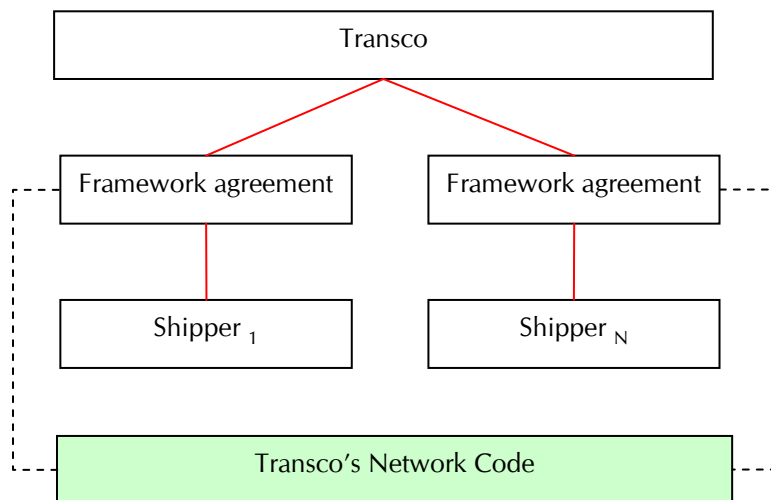 Transco
Framework agreement
Framework agreement
Shipper 1
Shipper N
Transco’s Network Code